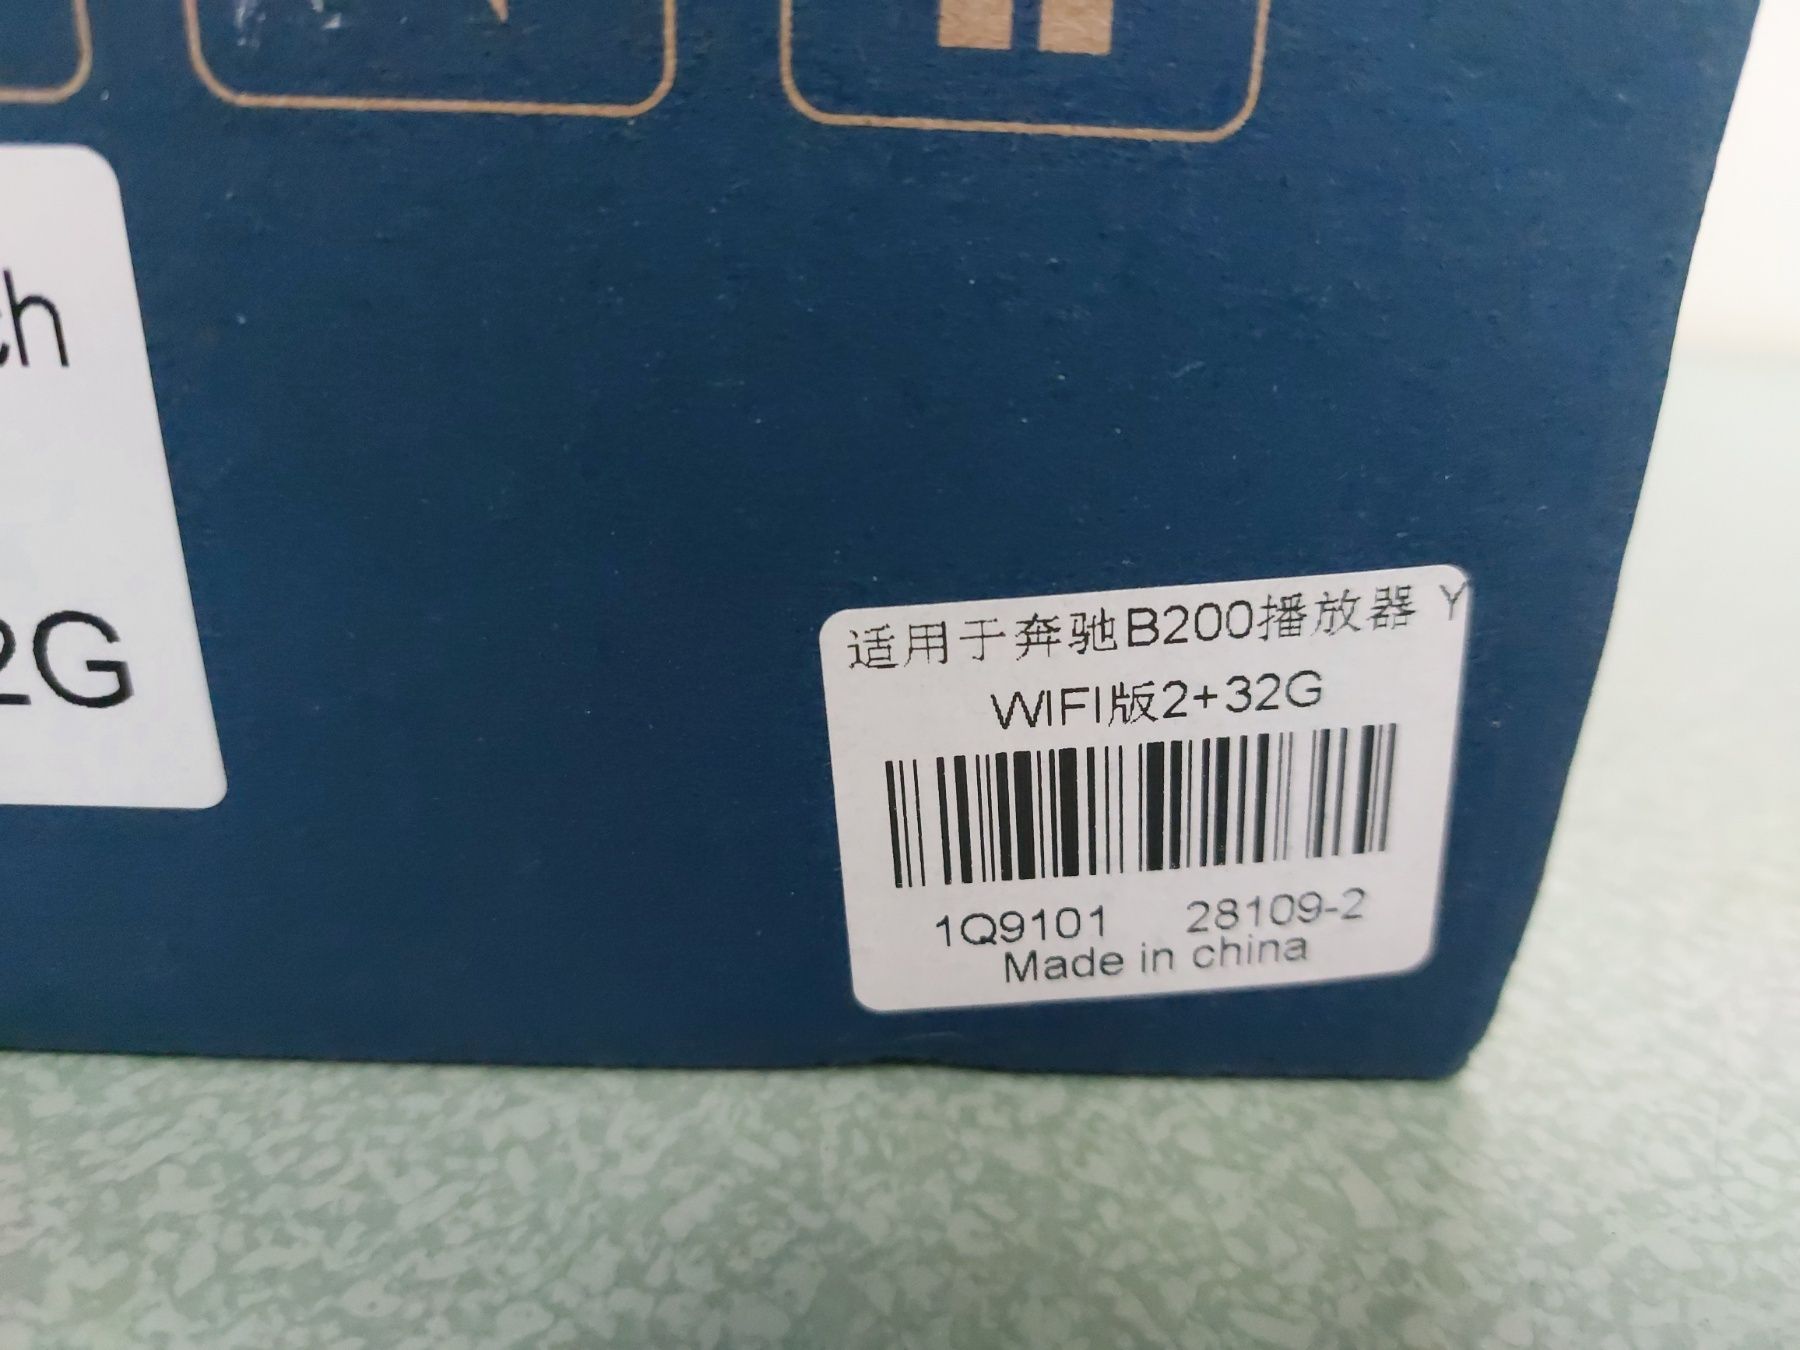 2G
适用于奔驰B200播放器 Y
WIFI版2+32G
1Q9101 28109-2
Made in china